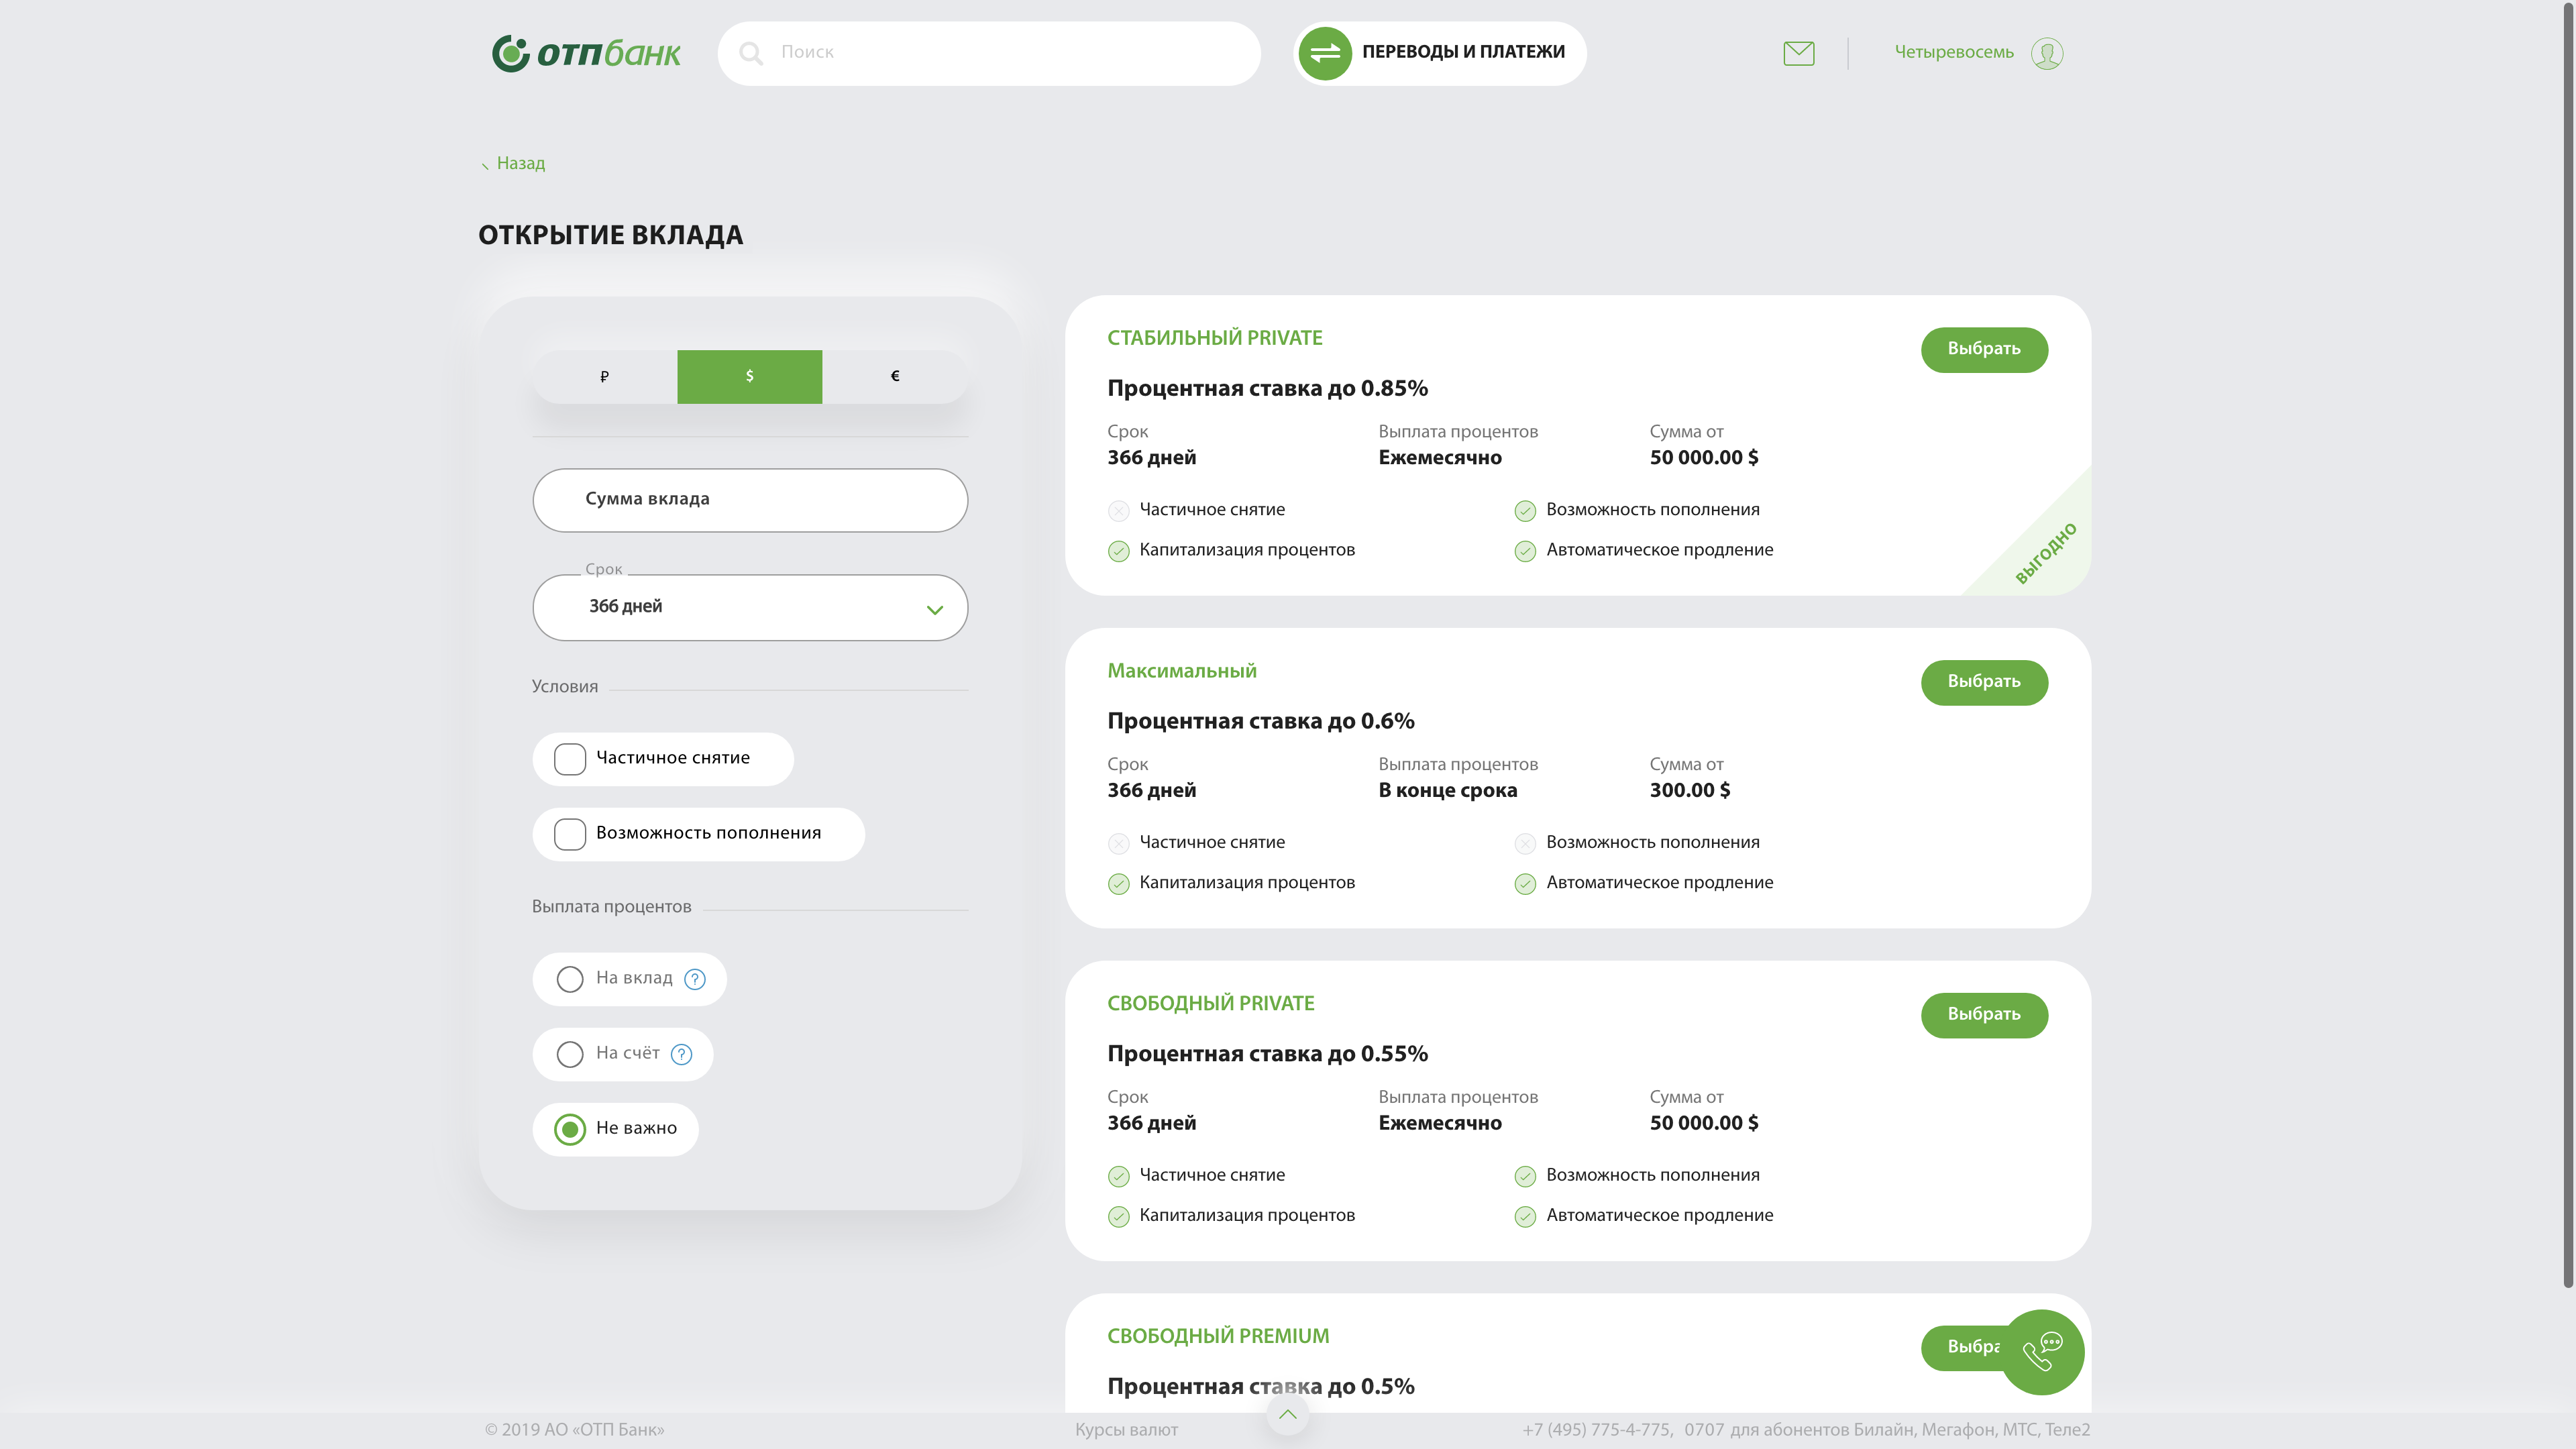 отпбанк
Поиск
ПЕРЕВОДЫ И ПЛАТЕЖИ
Четыревосемь
Назад
ОТКРЫТИЕ ВКЛАДА
₽ $ €
Сумма вклада
Срок
366 дней
Условия
Частичное снятие
Возможность пополнения
Выплата процентов
На вклад ?
На счёт ?
Не важно
СТАБИЛЬНЫЙ PRIVATE
Выбрать
Процентная ставка до 0.85%
Срок Выплата процентов Сумма от
366 дней Ежемесячно 50 000.00 $
Частичное снятие Возможность пополнения
Капитализация процентов Автоматическое продление
ВЫГОДНО
Максимальный
Выбрать
Процентная ставка до 0.6%
Срок Выплата процентов Сумма от
366 дней В конце срока 300.00 $
Частичное снятие Возможность пополнения
Капитализация процентов Автоматическое продление
СВОБОДНЫЙ PRIVATE
Выбрать
Процентная ставка до 0.55%
Срок Выплата процентов Сумма от
366 дней Ежемесячно 50 000.00 $
Частичное снятие Возможность пополнения
Капитализация процентов Автоматическое продление
СВОБОДНЫЙ PREMIUM
Выбра
Процентная ставка до 0.5%
© 2019 АО «ОТП Банк»
Курсы валют
+7 (495) 775-4-775, 0707 для абонентов Билайн, Мегафон, МТС, Теле2